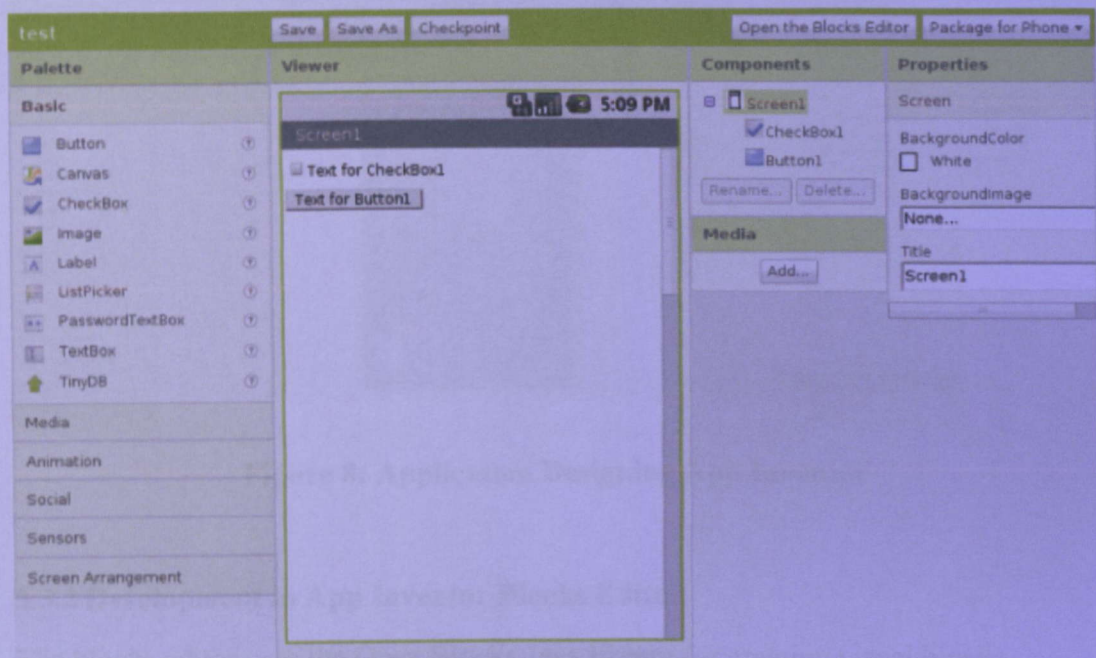 test
Save
Save As
Checkpoint
Open the Blocks Editor
Package for Phone
Palette
Basic
Button
Canvas
CheckBox
Image
Label
ListPicker
PasswordTextBox
TextBox
TinyDB
Media
Animation
Social
Sensors
Screen Arrangement
Viewer
5:09 PM
Screen1
Text for CheckBox1
Text for Button1
Components
Screen1
CheckBox1
Button1
Rename...
Delete...
Media
Add...
Properties
Screen
BackgroundColor
White
BackgroundImage
None...
Title
Screen1